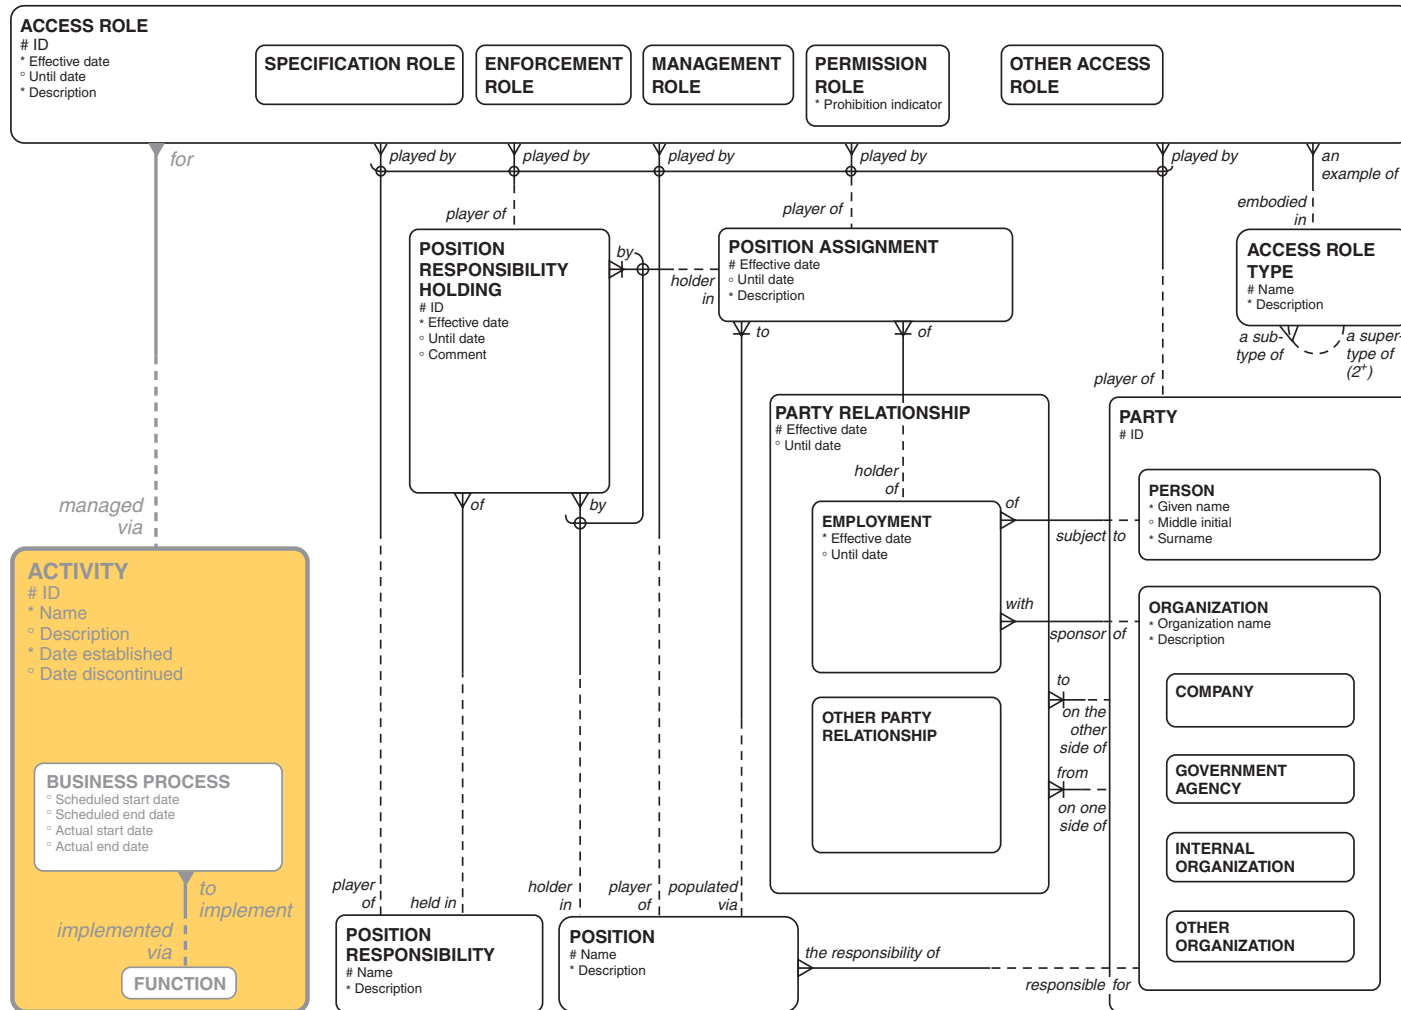 ACCESS ROLE
# ID
* Effective date
° Until date
* Description
SPECIFICATION ROLE
ENFORCEMENT
ROLE
MANAGEMENT
ROLE
PERMISSION
ROLE
* Prohibition indicator
OTHER ACCESS
ROLE
for
played by
played by
played by
played by
played by
an
example of
player of
player of
embodied
in
POSITION
RESPONSIBILITY
HOLDING
# ID
* Effective date
° Until date
° Comment
by
holder
in
POSITION ASSIGNMENT
# Effective date
° Until date
* Description
ACCESS ROLE
TYPE
# Name
* Description
to
of
a sub-
type of
a super-
type of
(2+)
player of
PARTY RELATIONSHIP
# Effective date
° Until date
PARTY
# ID
holder
of
managed
via
of
by
EMPLOYMENT
* Effective date
° Until date
of
subject to
PERSON
* Given name
° Middle initial
* Surname
ACTIVITY
# ID
* Name
° Description
* Date established
° Date discontinued
with
sponsor of
ORGANIZATION
* Organization name
* Description
COMPANY
to
on the
other
side of
OTHER PARTY
RELATIONSHIP
from
on one
side of
GOVERNMENT
AGENCY
BUSINESS PROCESS
° Scheduled start date
° Scheduled end date
° Actual start date
° Actual end date
INTERNAL
ORGANIZATION
to
implement
implemented
via
FUNCTION
player
of
held in
holder
in
player
of
populated
via
OTHER
ORGANIZATION
POSITION
RESPONSIBILITY
# Name
* Description
POSITION
# Name
* Description
the responsibility of
responsible for